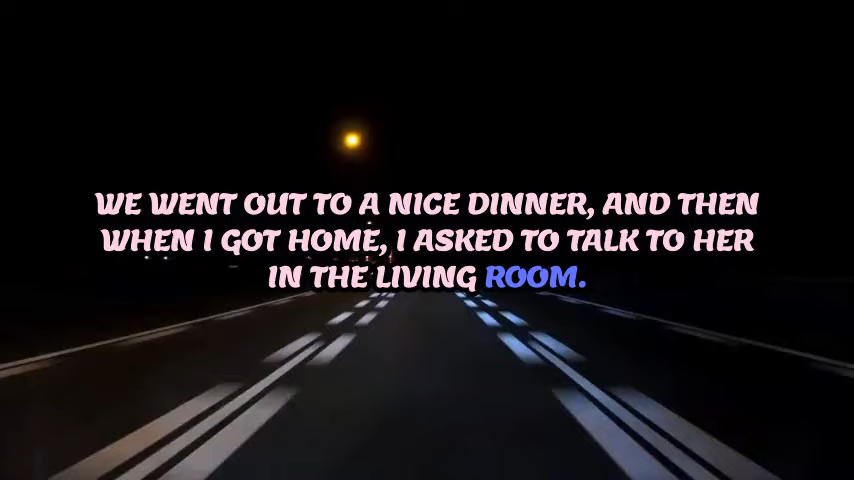 WE WENT OUT TO A NICE DINNER, AND THEN
WHEN I GOT HOME, I ASKED TO TALK TO HER
IN THE LIVING ROOM.